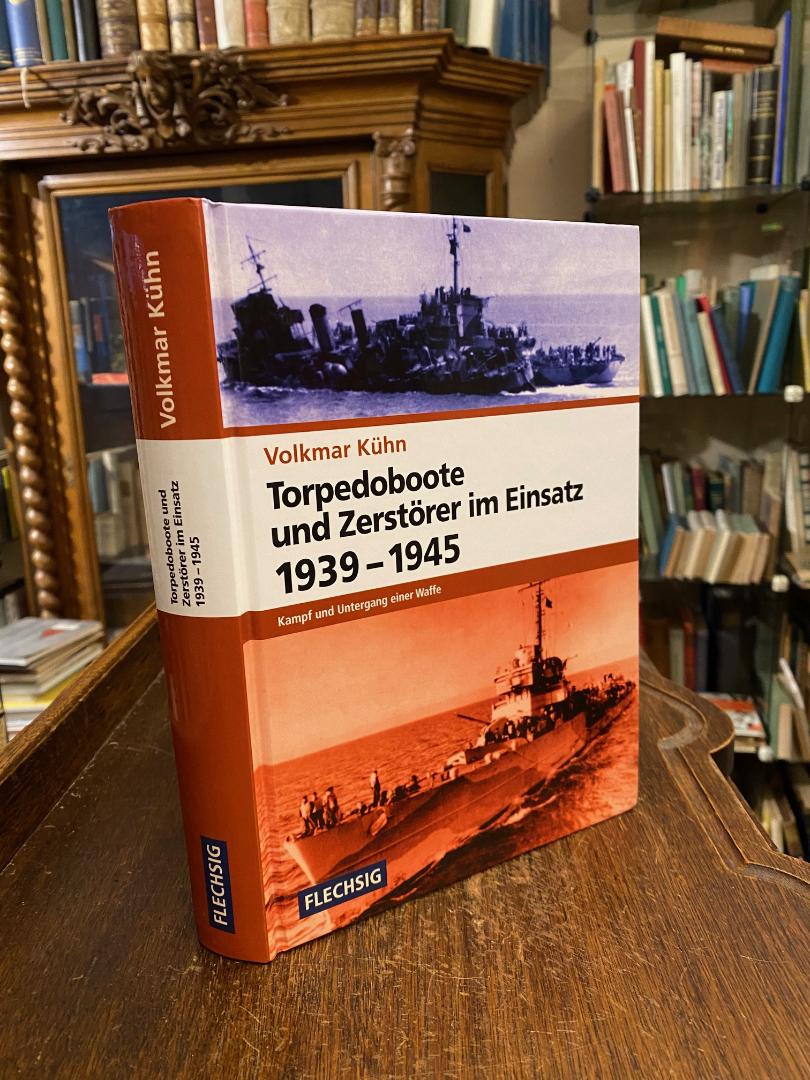 Volkmar Kühn
Torpedoboote und
Zerstörer im Einsatz
1939 – 1945
FLECHSIG
Volkmar Kühn
Torpedoboote
und Zerstörer im Einsatz
1939 – 1945
Kampf und Untergang einer Waffe
FLECHSIG